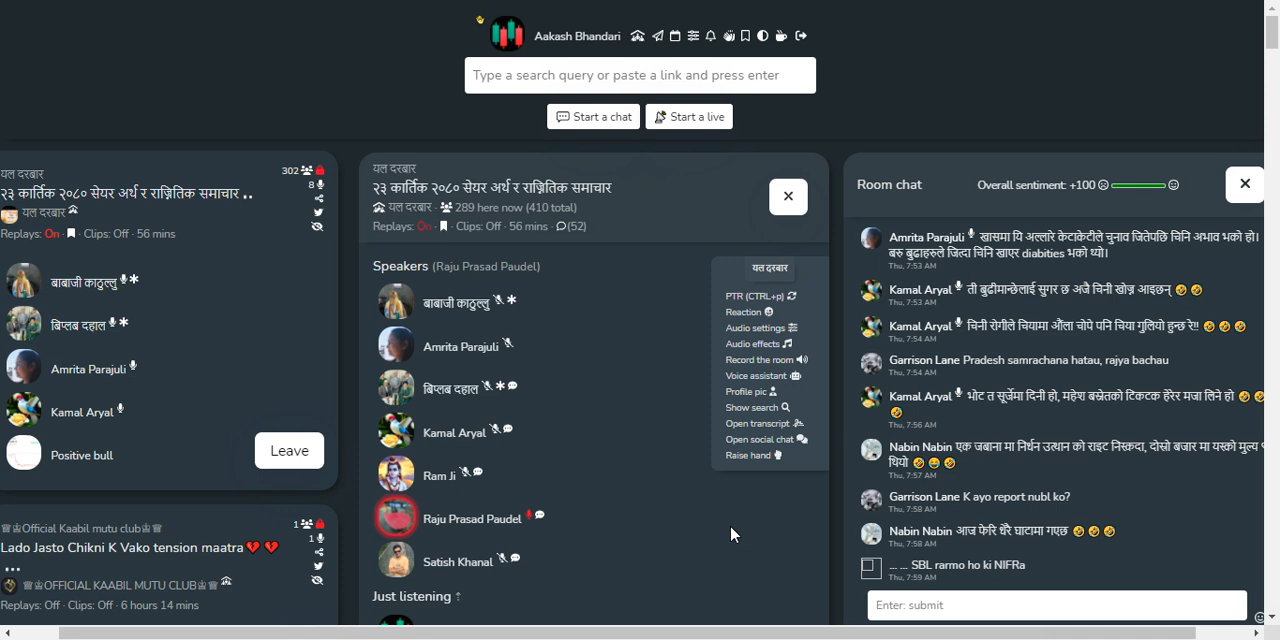 Aakash Bhandari
Type a search query or paste a link and press enter
Start a chat
Start a live
यल दरबार
302
२३ कार्तिक २०८० सेयर अर्थ र राज्नितिक समाचार ..
8
यल दरबार
Replays: On · Clips: Off · 56 mins
बाबाजी काठुल्लु
बिप्लब दहाल
Amrita Parajuli
Kamal Aryal
Positive bull
Leave
♕♔Official Kaabil mutu club♔♕
1
Lado Jasto Chikni K Vako tension maatra💔 💔
1
...
♕♔OFFICIAL KAABIL MUTU CLUB♔♕
Replays: Off · Clips: Off · 6 hours 14 mins
यल दरबार
२३ कार्तिक २०८० सेयर अर्थ र राज्नितिक समाचार
यल दरबार · 289 here now (410 total)
Replays: On · Clips: Off · 56 mins · (52)
Speakers (Raju Prasad Paudel)
बाबाजी काठुल्लु
Amrita Parajuli
बिप्लब दहाल
Kamal Aryal
Ram Ji
Raju Prasad Paudel
Satish Khanal
Just listening ⇡
यल दरबार
PTR (CTRL+p)
Reaction
Audio settings
Audio effects
Record the room
Voice assistant
Profile pic
Show search
Open transcript
Open social chat
Raise hand
Room chat
Overall sentiment: +100
Amrita Parajuli खासमा यि अल्लारे केटाकेटीले चुनाव जितेपछि चिनि अभाव भको हो।
बरु बुढाहरुले जित्दा चिनि खाएर diabities भको थ्यो।
Thu, 7:53 AM
Kamal Aryal ती बुढीमान्छेलाई सुगर छ अजै चिनी खोज्न आइछन् 🤣 🤣
Thu, 7:53 AM
Kamal Aryal चिनी रोगीले चियामा औंला चोपे पनि चिया गुलियो हुन्छ रे!! 🤣 🤣 🤣
Thu, 7:54 AM
Garrison Lane Pradesh samrachana hatau, rajya bachau
Thu, 7:54 AM
Kamal Aryal भोट त सूर्जेमा दिनी हो, महेश बस्नेतको टिकटक हेरेर मजा लिने हो 🤣 🤣
🤣
Thu, 7:56 AM
Nabin Nabin एक जबाना मा निर्धन उत्थान को राइट निस्कदा, दोस्रो बजार मा यस्को मुल्य
थियो 🤣 😂 🤣
Thu, 7:57 AM
Garrison Lane K ayo report nubl ko?
Thu, 7:58 AM
Nabin Nabin आज फेरि धैरै घाटामा गएछ 🤣 🤣 🤣
Thu, 7:58 AM
... ... SBL rarmo ho ki NIFRa
Thu, 7:59 AM
Enter: submit